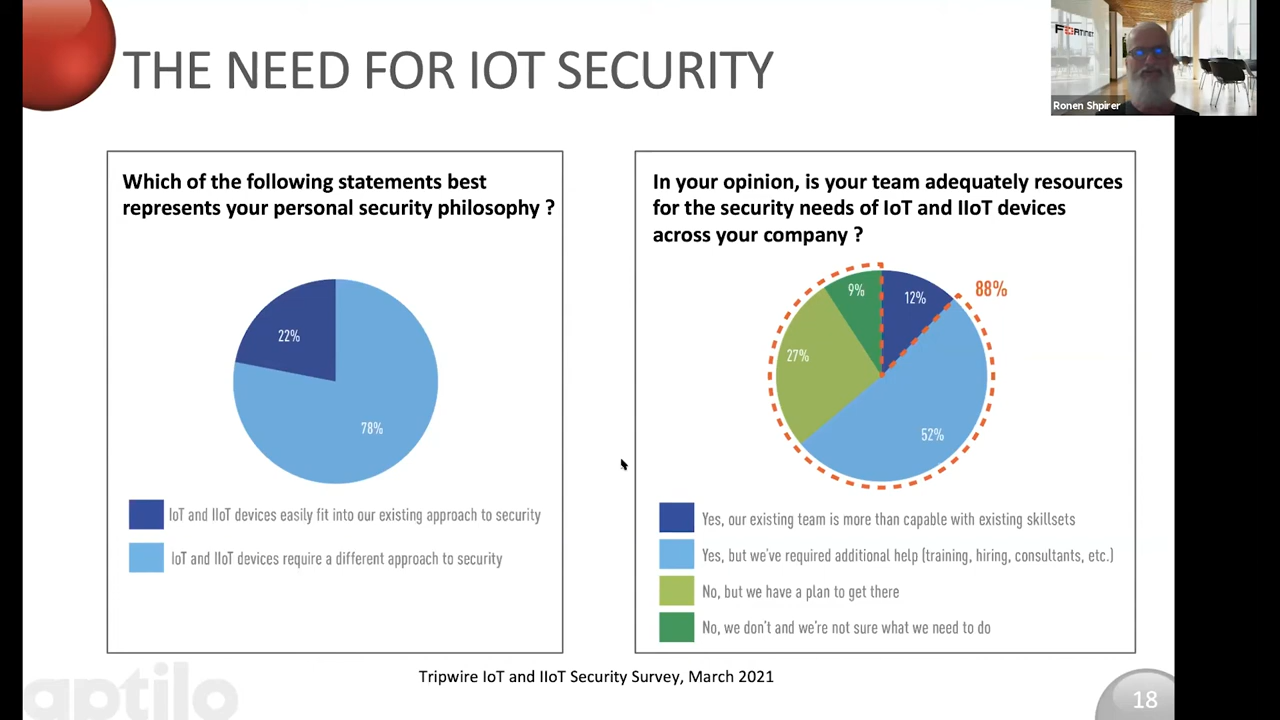 THE NEED FOR IOT SECURITY
FORTINET
Ronen Shpirer
Which of the following statements best
represents your personal security philosophy ?
22%
78%
IoT and IIoT devices easily fit into our existing approach to security
IoT and IIoT devices require a different approach to security
In your opinion, is your team adequately resources
for the security needs of IoT and IIoT devices
across your company ?
9%
12%
88%
27%
52%
Yes, our existing team is more than capable with existing skillsets
Yes, but we've required additional help (training, hiring, consultants, etc.)
No, but we have a plan to get there
No, we don't and we're not sure what we need to do
Tripwire IoT and IIoT Security Survey, March 2021
aptilo
18